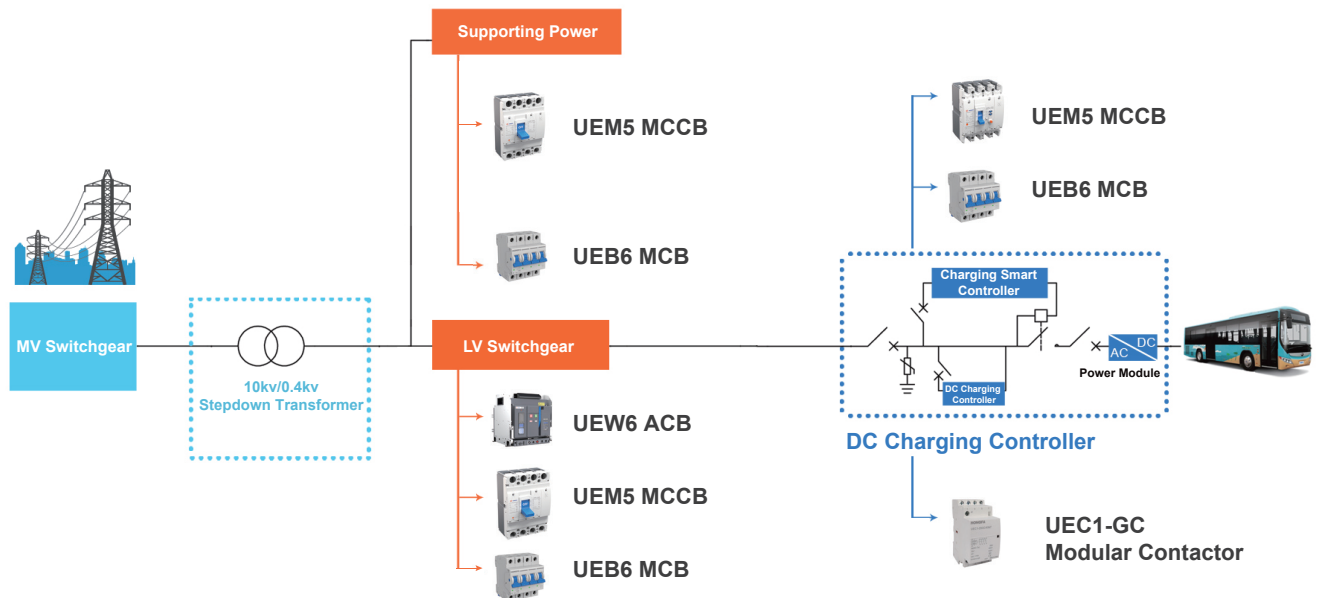 Supporting Power
UEM5 MCCB
UEB6 MCB
MV Switchgear
10kv/0.4kv
Stepdown Transformer
LV Switchgear
UEW6 ACB
UEM5 MCCB
UEB6 MCB
UEM5 MCCB
UEB6 MCB
Charging Smart
Controller
DC Charging
Controller
AC
DC
Power Module
DC Charging Controller
UEC1-GC
Modular Contactor